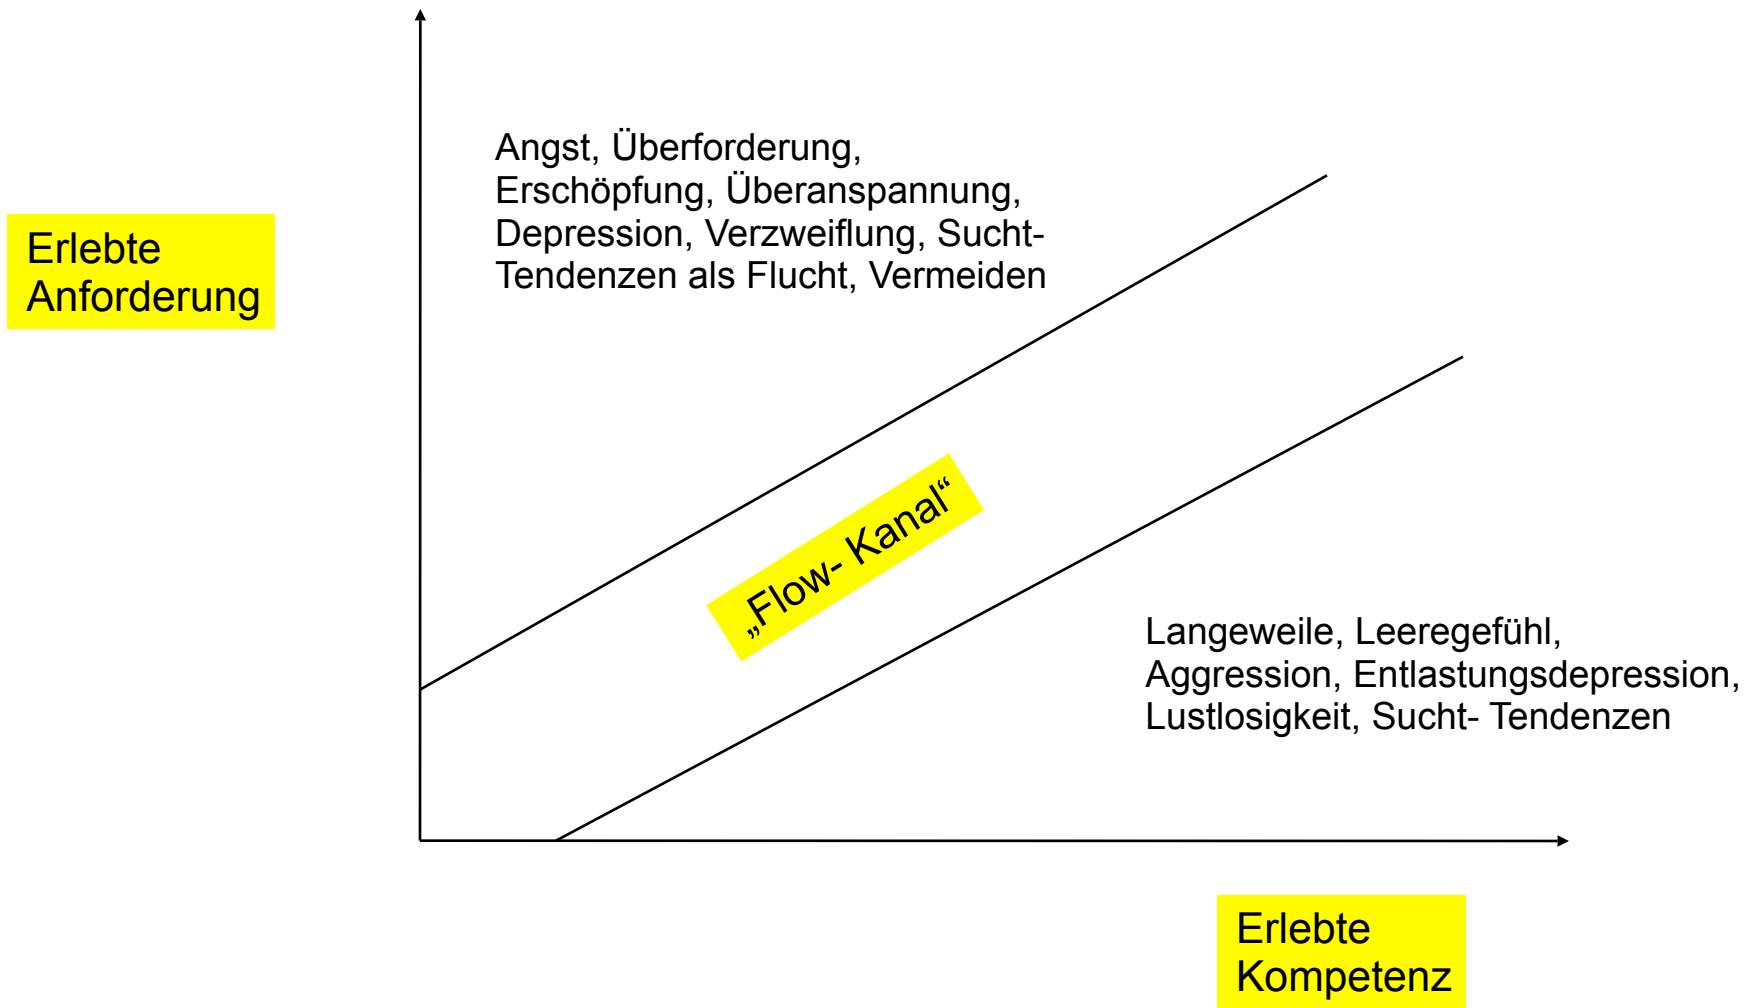 Angst, Überforderung,
Erschöpfung, Überanspannung,
Depression, Verzweiflung, Sucht-
Tendenzen als Flucht, Vermeiden
Erlebte
Anforderung
„Flow- Kanal“
Langeweile, Leeregefühl,
Aggression, Entlastungsdepression,
Lustlosigkeit, Sucht- Tendenzen
Erlebte
Kompetenz